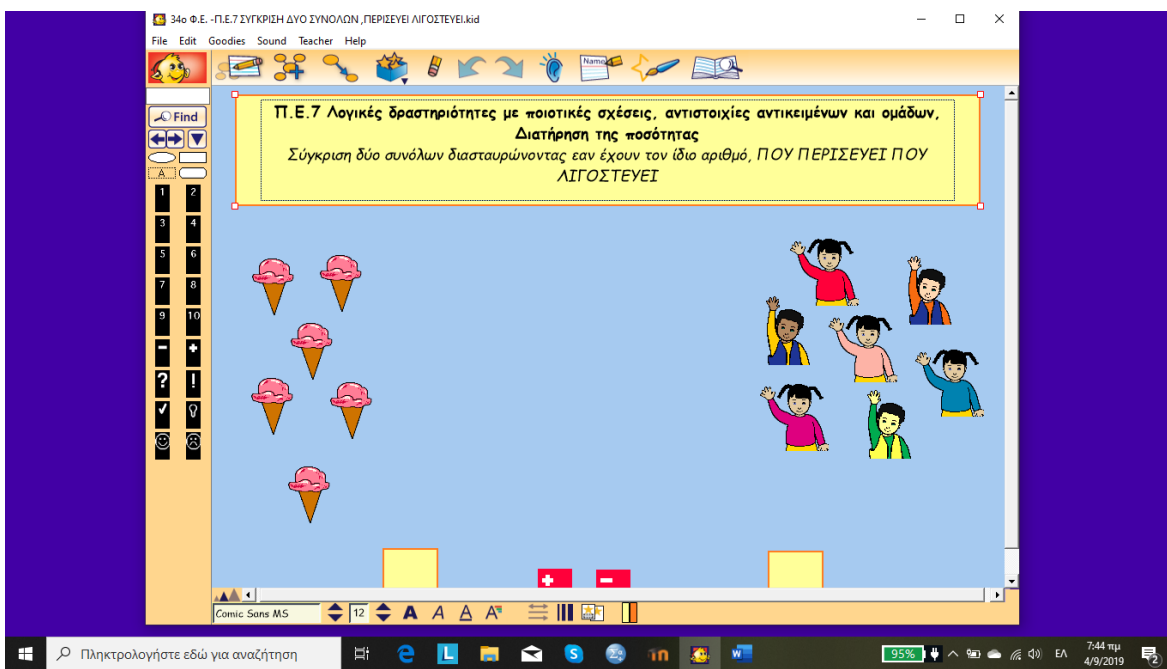 34ο Φ.Ε. -Π.Ε.7 ΣΥΓΚΡΙΣΗ ΔΥΟ ΣΥΝΟΛΩΝ ,ΠΕΡΙΣΕΥΕΙ ΛΙΓΟΣΤΕΥΕΙ.kid
File Edit Goodies Sound Teacher Help
Name
Find
Π.Ε.7 Λογικές δραστηριότητες με ποιοτικές σχέσεις, αντιστοιχίες αντικειμένων και ομάδων,
Διατήρηση της ποσότητας
Σύγκριση δύο συνόλων διασταυρώνοντας εαν έχουν τον ίδιο αριθμό, ΠΟΥ ΠΕΡΙΣΕΥΕΙ ΠΟΥ
ΛΙΓΟΣΤΕΥΕΙ
A
1 2
3 4
5 6
7 8
9 10
- +
? !
+ -
Comic Sans MS 12 A A A A
Πληκτρολογήστε εδώ για αναζήτηση
95% ΕΛ 7:44 πμ
4/9/2019